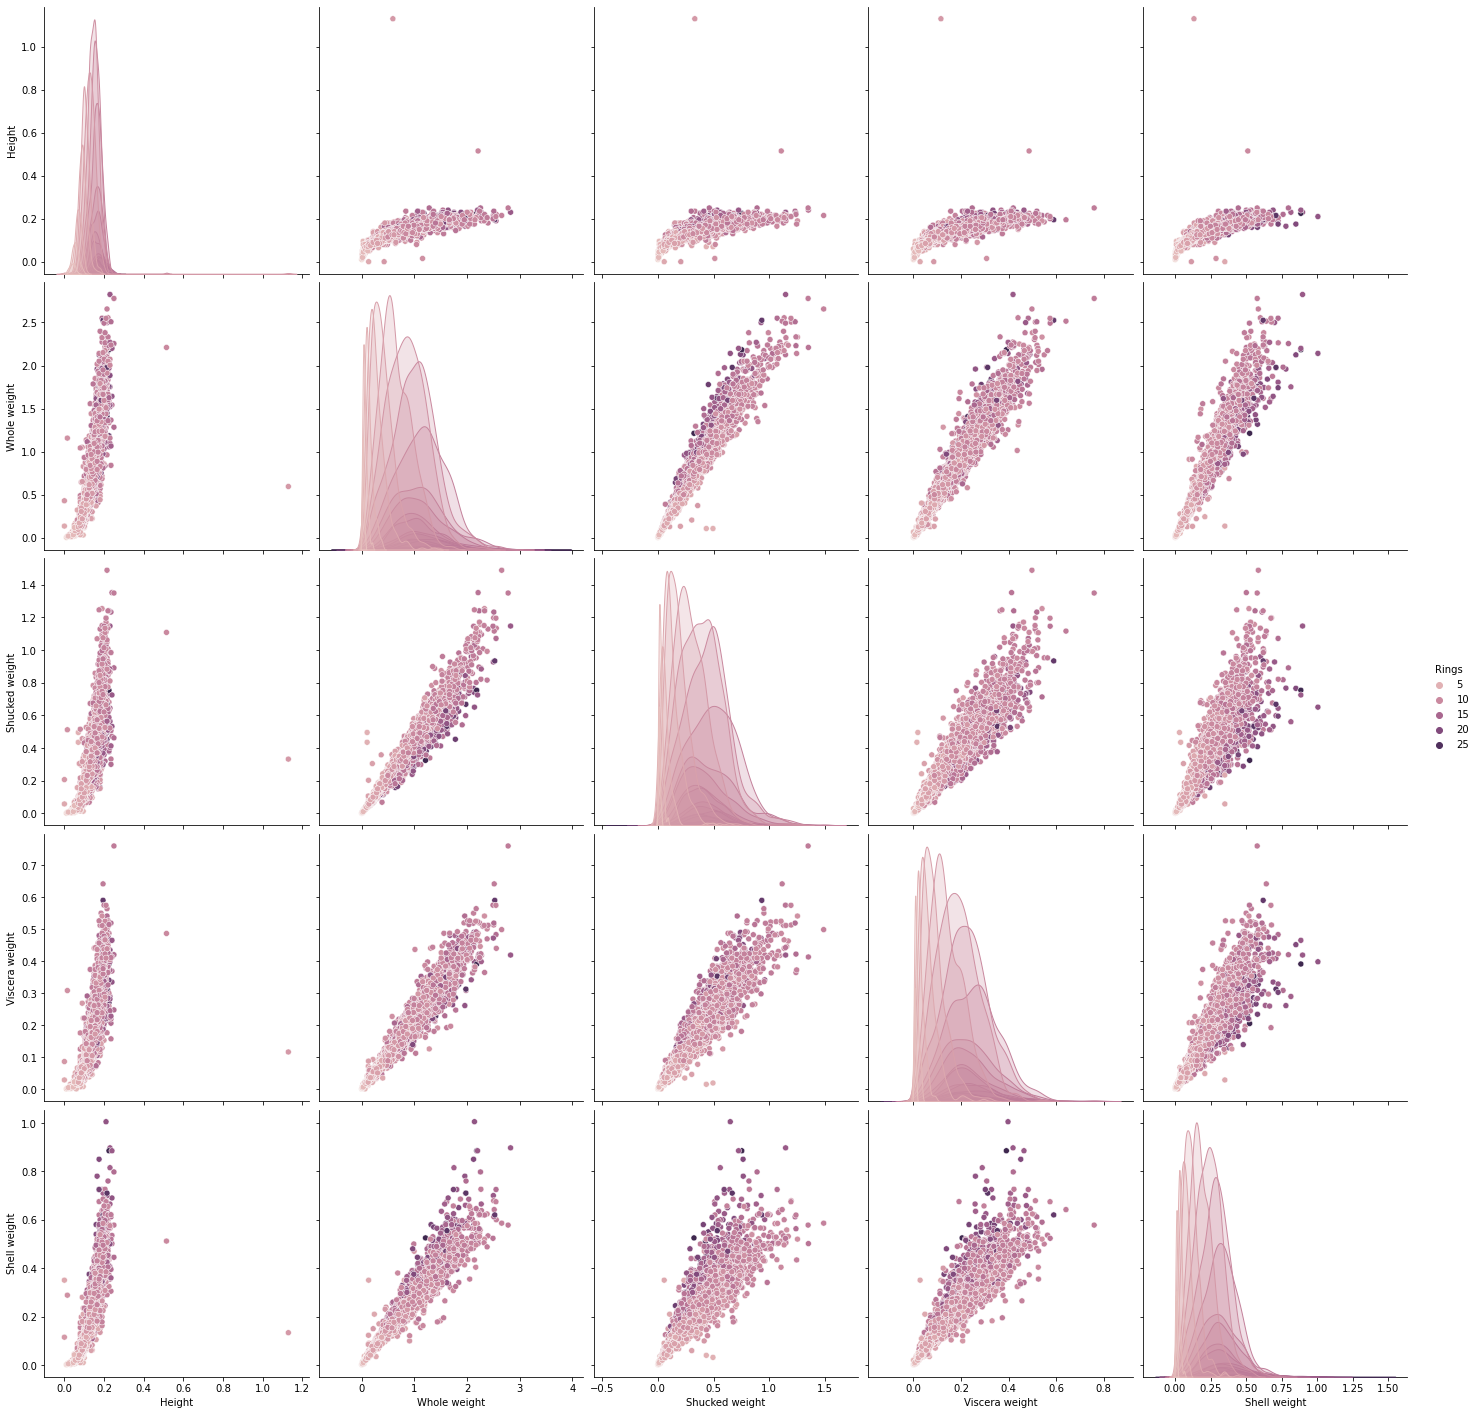 1.0
0.8
0.6
0.4
0.2
0.0
Height
2.5
2.0
1.5
1.0
0.5
0.0
Whole weight
1.4
1.2
1.0
0.8
0.6
0.4
0.2
0.0
Shucked weight
Rings
5
10
15
20
25
0.7
0.6
0.5
0.4
0.3
0.2
0.1
0.0
Viscera weight
1.0
0.8
0.6
0.4
0.2
0.0
Shell weight
0.0 0.2 0.4 0.6 0.8 1.0 1.2
Height
0 1 2 3 4
Whole weight
−0.5 0.0 0.5 1.0 1.5
Shucked weight
0.0 0.2 0.4 0.6 0.8
Viscera weight
0.00 0.25 0.50 0.75 1.00 1.25 1.50
Shell weight